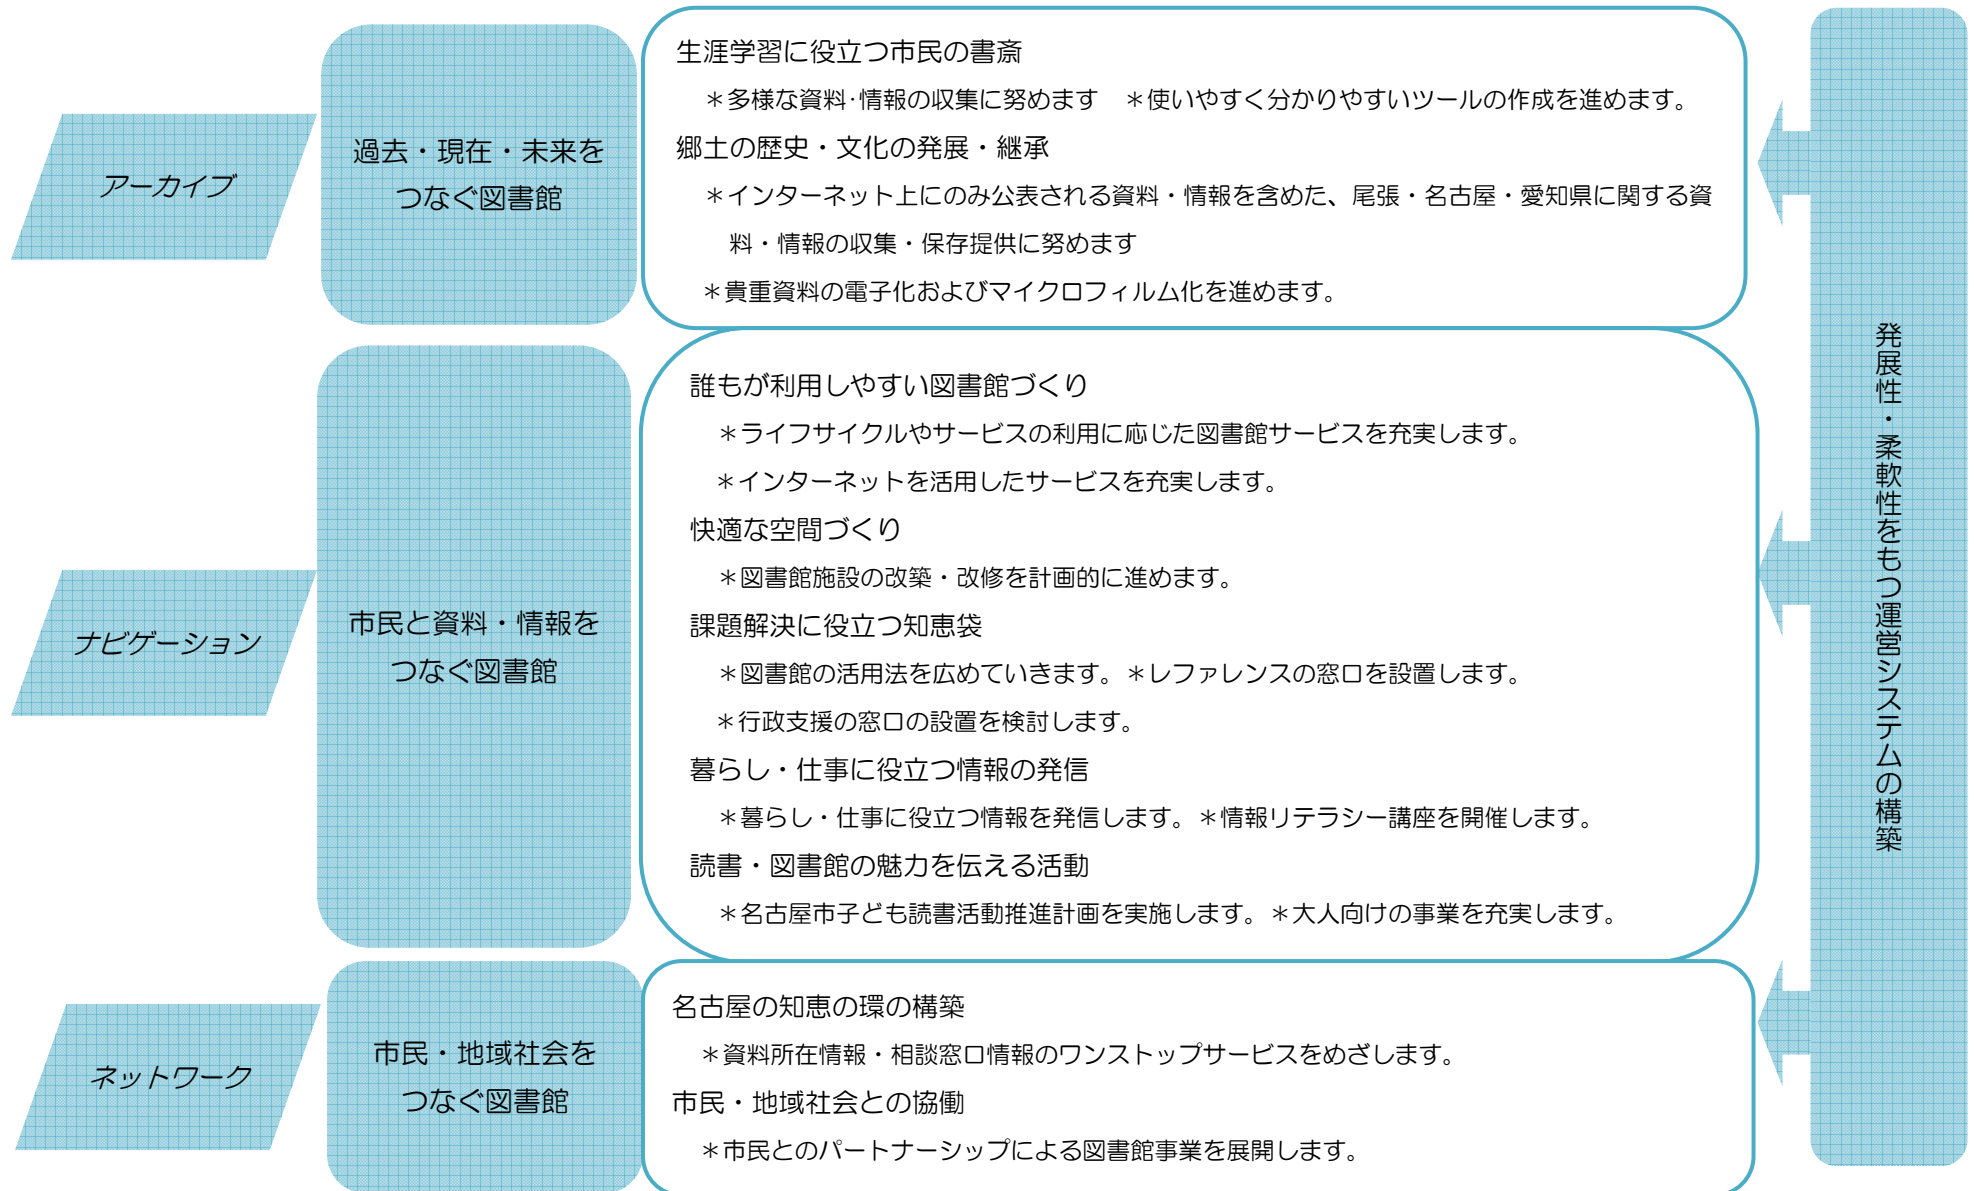 アーカイブ
過去・現在・未来を
つなぐ図書館
生涯学習に役立つ市民の書斎
＊多様な資料･情報の収集に努めます　＊使いやすく分かりやすいツールの作成を進めます。
郷土の歴史・文化の発展・継承
＊インターネット上にのみ公表される資料・情報を含めた、尾張・名古屋・愛知県に関する資
料・情報の収集・保存提供に努めます
＊貴重資料の電子化およびマイクロフィルム化を進めます。
ナビゲーション
市民と資料・情報を
つなぐ図書館
誰もが利用しやすい図書館づくり
＊ライフサイクルやサービスの利用に応じた図書館サービスを充実します。
＊インターネットを活用したサービスを充実します。
快適な空間づくり
＊図書館施設の改築・改修を計画的に進めます。
課題解決に役立つ知恵袋
＊図書館の活用法を広めていきます。＊レファレンスの窓口を設置します。
＊行政支援の窓口の設置を検討します。
暮らし・仕事に役立つ情報の発信
＊暮らし・仕事に役立つ情報を発信します。＊情報リテラシー講座を開催します。
読書・図書館の魅力を伝える活動
＊名古屋市子ども読書活動推進計画を実施します。＊大人向けの事業を充実します。
ネットワーク
市民・地域社会を
つなぐ図書館
名古屋の知恵の環の構築
＊資料所在情報・相談窓口情報のワンストップサービスをめざします。
市民・地域社会との協働
＊市民とのパートナーシップによる図書館事業を展開します。
発展性・柔軟性をもつ運営システムの構築